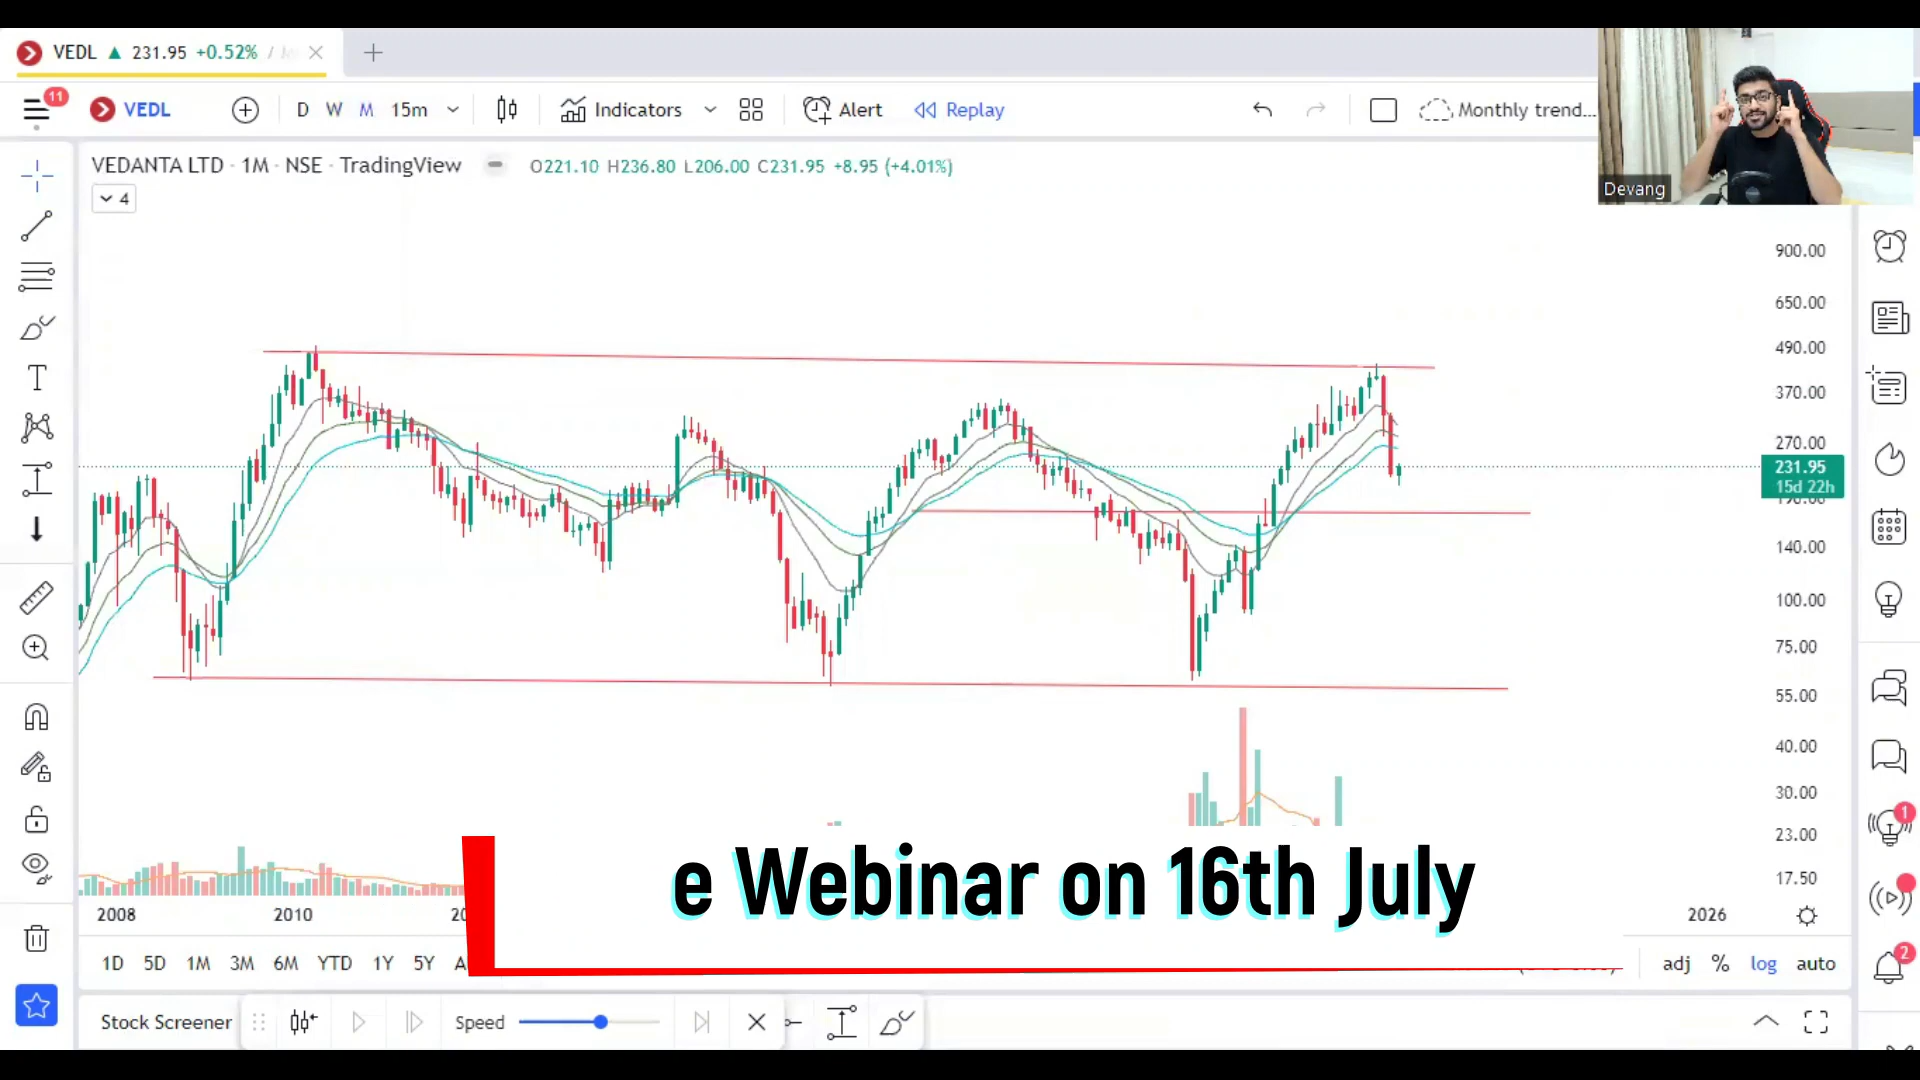 VEDL ▲ 231.95 +0.52% /
11
VEDL D W M 15m Indicators Alert Replay Monthly trend...
Devang
VEDANTA LTD · 1M · NSE · TradingView O221.10 H236.80 L206.00 C231.95 +8.95 (+4.01%)
4
900.00
650.00
490.00
370.00
270.00
231.95
15d 22h
140.00
100.00
75.00
55.00
40.00
30.00
23.00
17.50
1
2
e Webinar on 16th July
2008 2010 2026
1D 5D 1M 3M 6M YTD 1Y 5Y adj % log auto
Stock Screener Speed